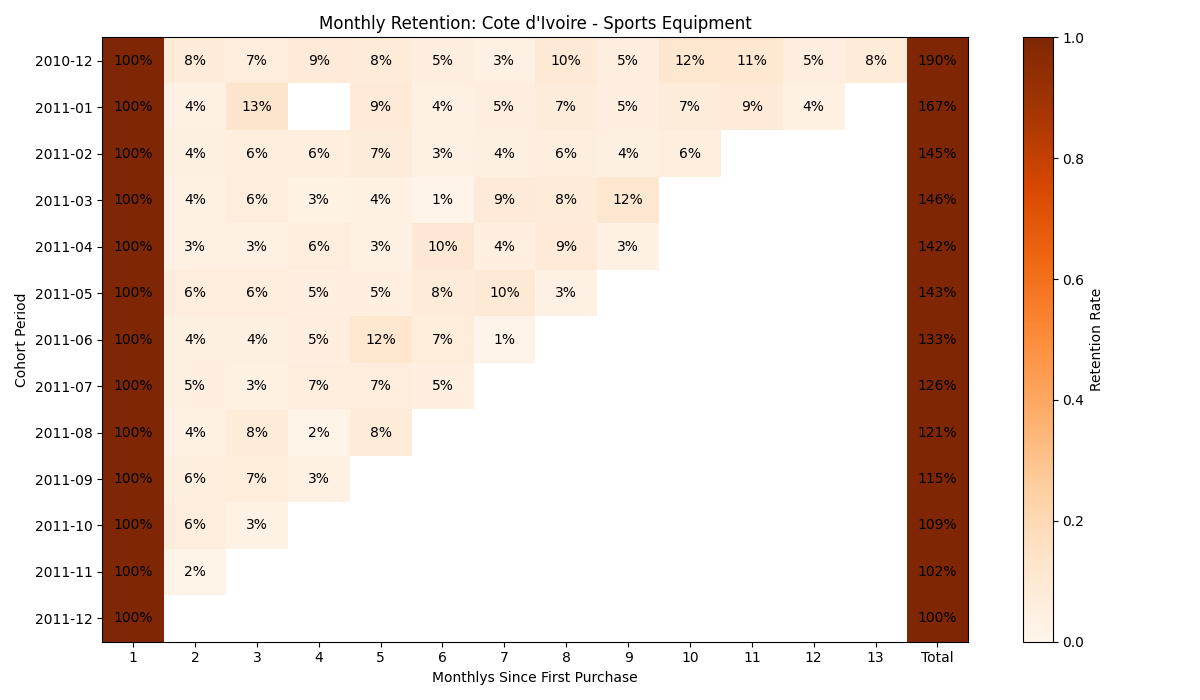 Monthly Retention: Cote d'Ivoire - Sports Equipment
2010-12 100% 8% 7% 9% 8% 5% 3% 10% 5% 12% 11% 5% 8% 190%
2011-01 100% 4% 13% 9% 4% 5% 7% 5% 7% 9% 4% 167%
2011-02 100% 4% 6% 6% 7% 3% 4% 6% 4% 6% 145%
2011-03 100% 4% 6% 3% 4% 1% 9% 8% 12% 146%
2011-04 100% 3% 3% 6% 3% 10% 4% 9% 3% 142%
2011-05 100% 6% 6% 5% 5% 8% 10% 3% 143%
2011-06 100% 4% 4% 5% 12% 7% 1% 133%
2011-07 100% 5% 3% 7% 7% 5% 126%
2011-08 100% 4% 8% 2% 8% 121%
2011-09 100% 6% 7% 3% 115%
2011-10 100% 6% 3% 109%
2011-11 100% 2% 102%
2011-12 100% 100%
1 2 3 4 5 6 7 8 9 10 11 12 13 Total
Monthlys Since First Purchase
Cohort Period
1.0
0.8
0.6
0.4
0.2
0.0
Retention Rate